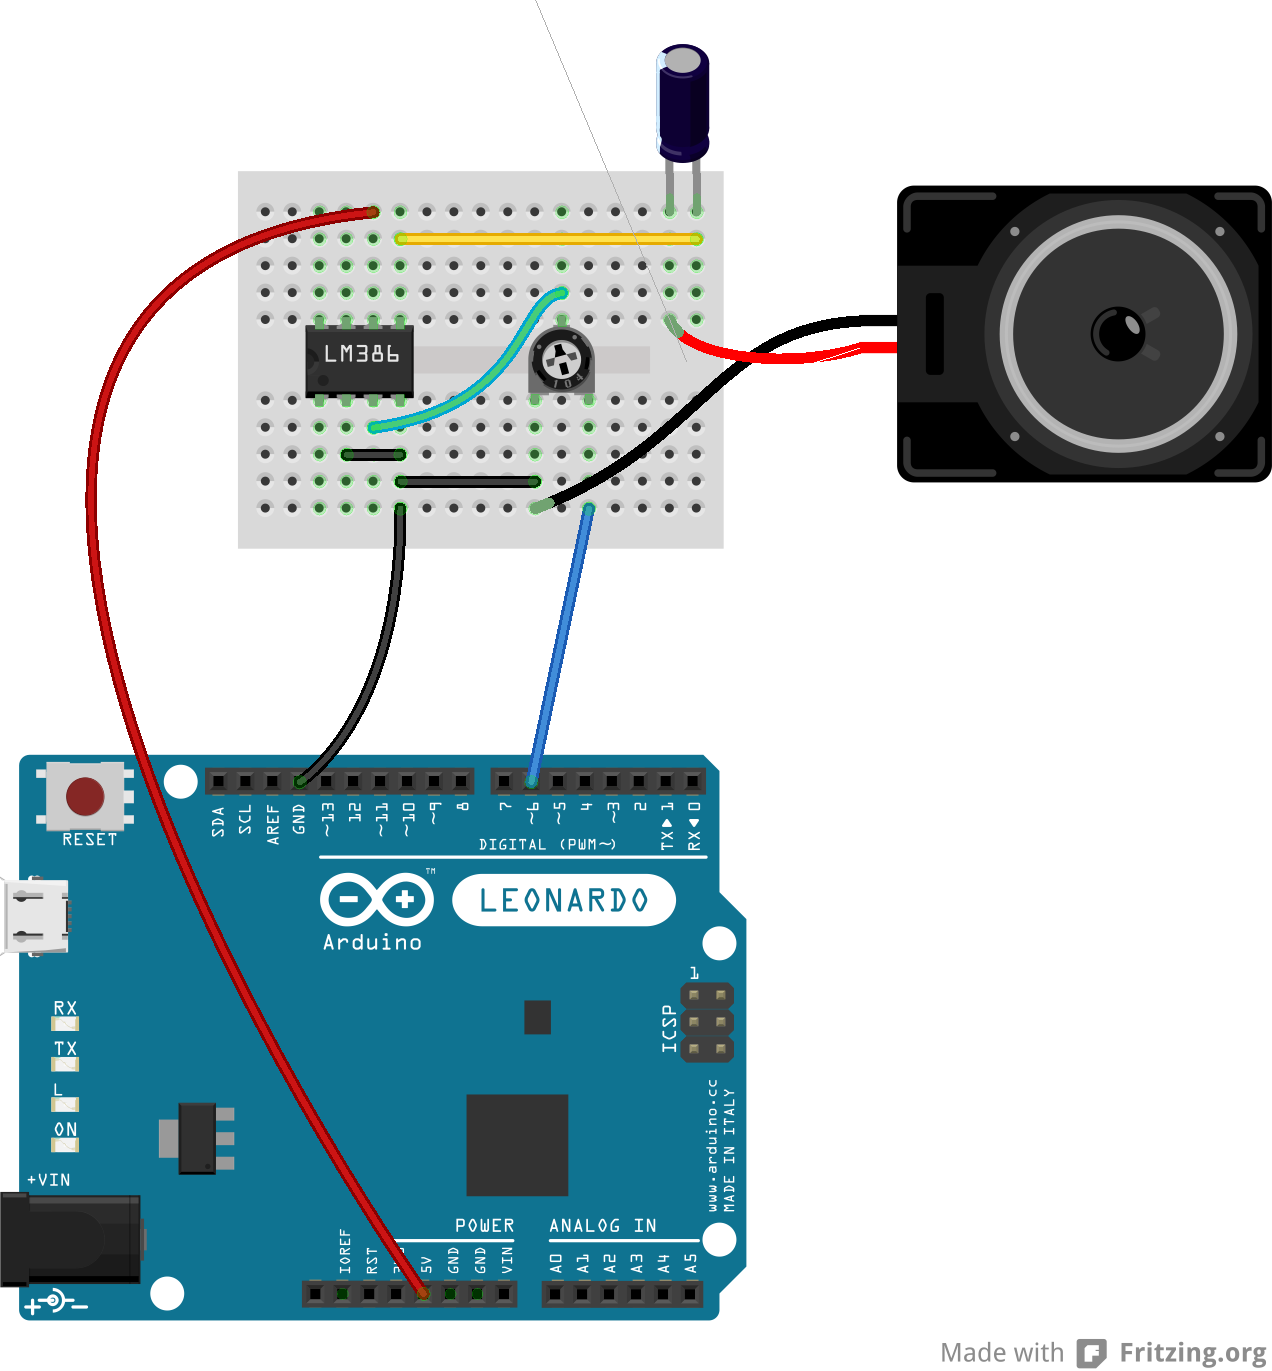 LM386
104
RESET
SDA
SCL
AREF
GND
~13
12
~11
~10
~9
8
7
~6
~5
4
~3
2
TX▶1
RX◀0
DIGITAL (PWM~)
TM
LEONARDO
Arduino
1
ICSP
RX
TX
L
ON
www.arduino.cc
MADE IN ITALY
+VIN
POWER
ANALOG IN
IOREF
RST
5V
GND
GND
VIN
A0
A1
A2
A3
A4
A5
Made with Fritzing.org